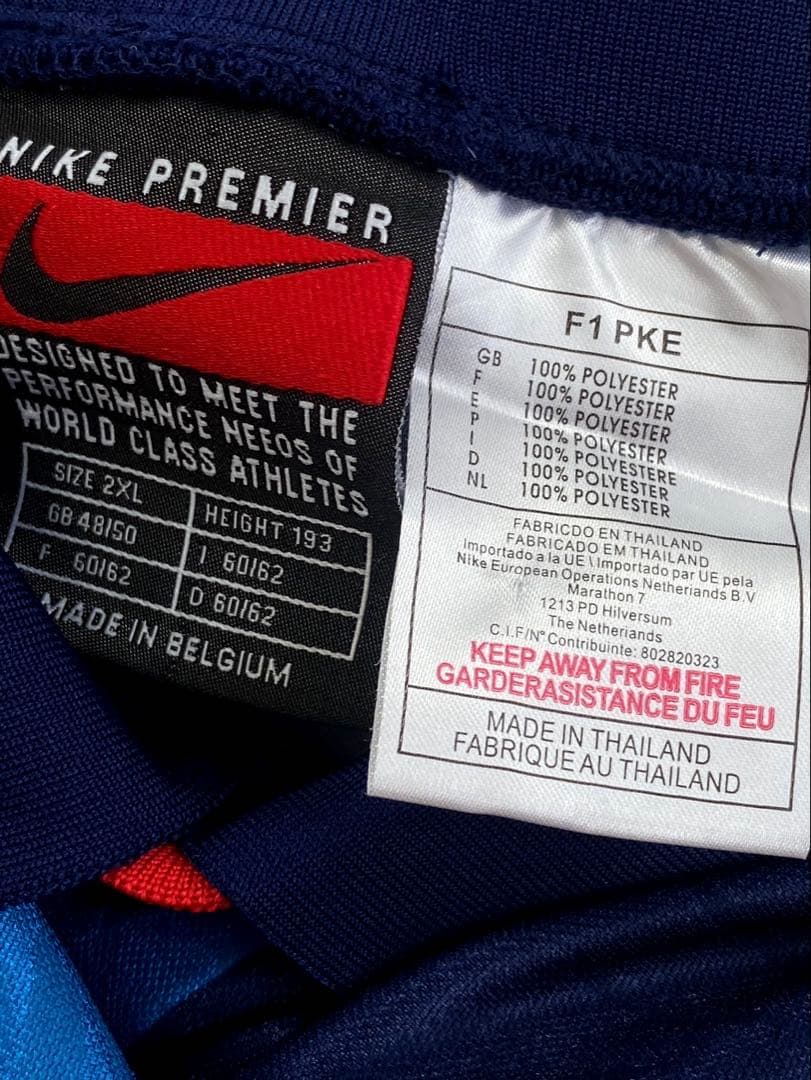 NIKE PREMIER
DESIGNED TO MEET THE
PERFORMANCE NEEOS OF
WORLD CLASS ATHLETES
SIZE 2XL HEIGHT 193
GB 48/50 I 60/62
F 60/62 D 60/62
MADE IN BELGIUM
F1 PKE
GB 100% POLYESTER
F 100% POLYESTER
E 100% POLYESTER
P 100% POLYESTER
I 100% POLYESTERE
D 100% POLYESTER
NL 100% POLYESTER
FABRICDO EN THAILAND
FABRICADO EM THAILAND
Importado a la UE \ Importado par UE pela
Nike European Operations Netherlands B.V
Marathon 7
1213 PD Hilversum
The Netherlands
C.I.F/N° Contribuinte: 802820323
KEEP AWAY FROM FIRE
GARDERASISTANCE DU FEU
MADE IN THAILAND
FABRIQUE AU THAILAND